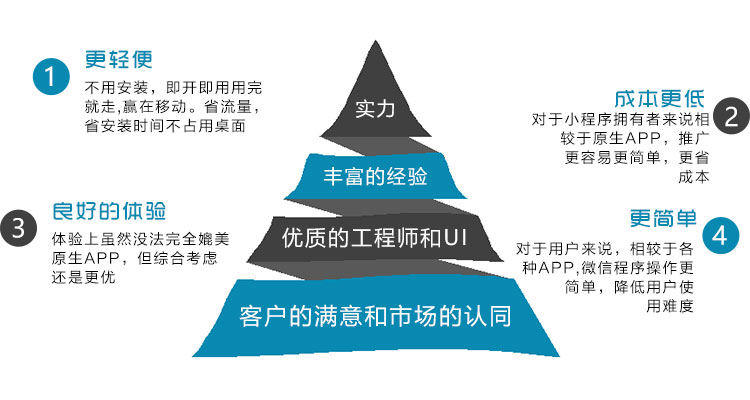 1
更轻便
不用安装，即开即用用完
就走,赢在移动。省流量，
省安装时间不占用桌面
成本更低
2
对于小程序拥有者来说相
较于原生APP，推广
更容易更简单，更省
成本
3
良好的体验
体验上虽然没法完全媲美
原生APP，但综合考虑
还是更优
更简单
4
对于用户来说，相较于各
种APP,微信程序操作更
简单，降低用户使
用难度
实力
丰富的经验
优质的工程师和UI
客户的满意和市场的认同